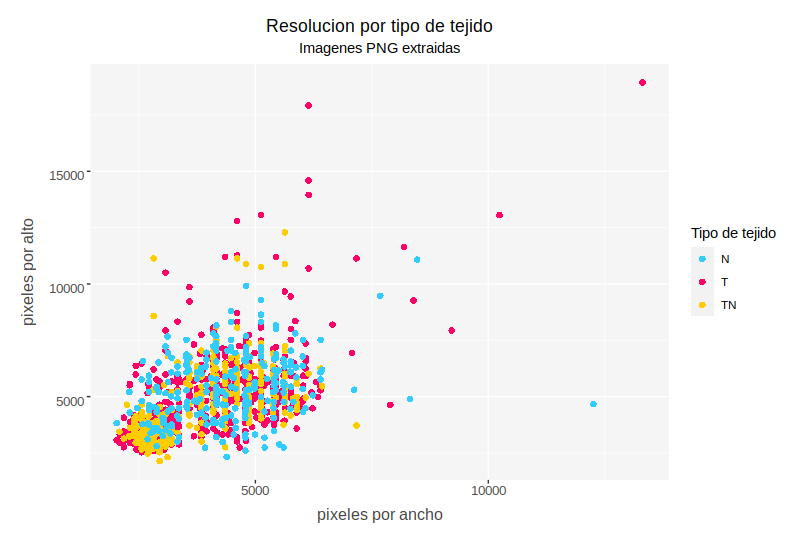 Resolucion por tipo de tejido
Imagenes PNG extraidas
pixeles por alto
15000
10000
5000
5000
10000
pixeles por ancho
Tipo de tejido
N
T
TN